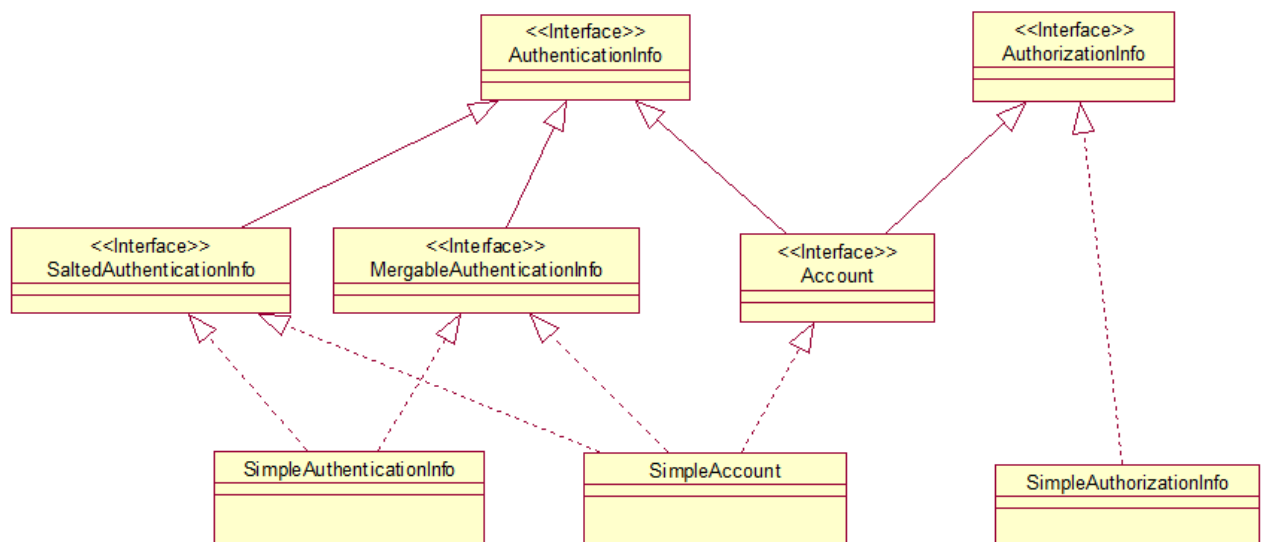 <<Interface>>
AuthenticationInfo
<<Interface>>
AuthorizationInfo
<<Interface>>
SaltedAuthenticationInfo
<<Interface>>
MergableAuthenticationInfo
<<Interface>>
Account
SimpleAuthenticationInfo
SimpleAccount
SimpleAuthorizationInfo